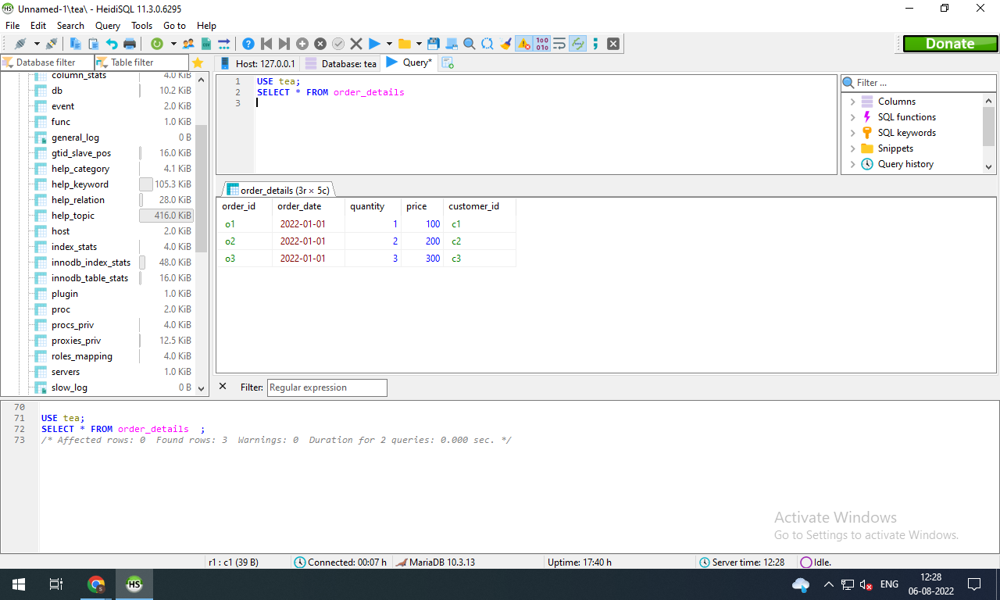 Unnamed-1\tea\ - HeidiSQL 11.3.0.6295
File Edit Search Query Tools Go to Help
Donate
Database filter Table filter
Host: 127.0.0.1 Database: tea Query*
column_stats 4.0 KiB
db 10.2 KiB
event 2.0 KiB
func 1.0 KiB
general_log 0 B
gtid_slave_pos 16.0 KiB
help_category 4.1 KiB
help_keyword 105.3 KiB
help_relation 28.0 KiB
help_topic 416.0 KiB
host 2.0 KiB
index_stats 4.0 KiB
innodb_index_stats 48.0 KiB
innodb_table_stats 16.0 KiB
plugin 1.0 KiB
proc 2.0 KiB
procs_priv 4.0 KiB
proxies_priv 12.5 KiB
roles_mapping 4.0 KiB
servers 1.0 KiB
slow_log 0 B
1 USE tea;
2 SELECT * FROM order_details
3
Filter ...
Columns
SQL functions
SQL keywords
Snippets
Query history
order_details (3r × 5c)
order_id order_date quantity price customer_id
o1 2022-01-01 1 100 c1
o2 2022-01-01 2 200 c2
o3 2022-01-01 3 300 c3
Filter: Regular expression
70
71 USE tea;
72 SELECT * FROM order_details ;
73 /* Affected rows: 0 Found rows: 3 Warnings: 0 Duration for 2 queries: 0.000 sec. */
Activate Windows
Go to Settings to activate Windows.
r1 : c1 (39 B) Connected: 00:07 h MariaDB 10.3.13 Uptime: 17:40 h Server time: 12:28 Idle.
HS ENG 12:28
06-08-2022